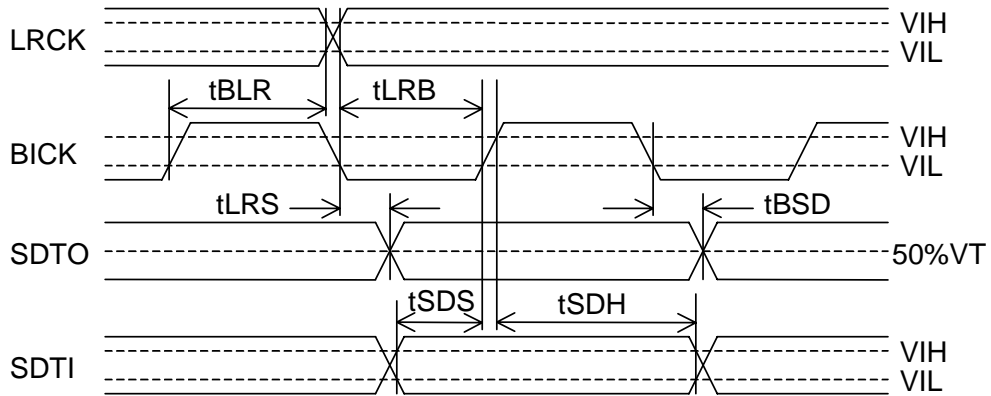 LRCK
VIH
VIL
tBLR
tLRB
BICK
VIH
VIL
tLRS
tBSD
SDTO
50%VT
tSDS
tSDH
SDTI
VIH
VIL